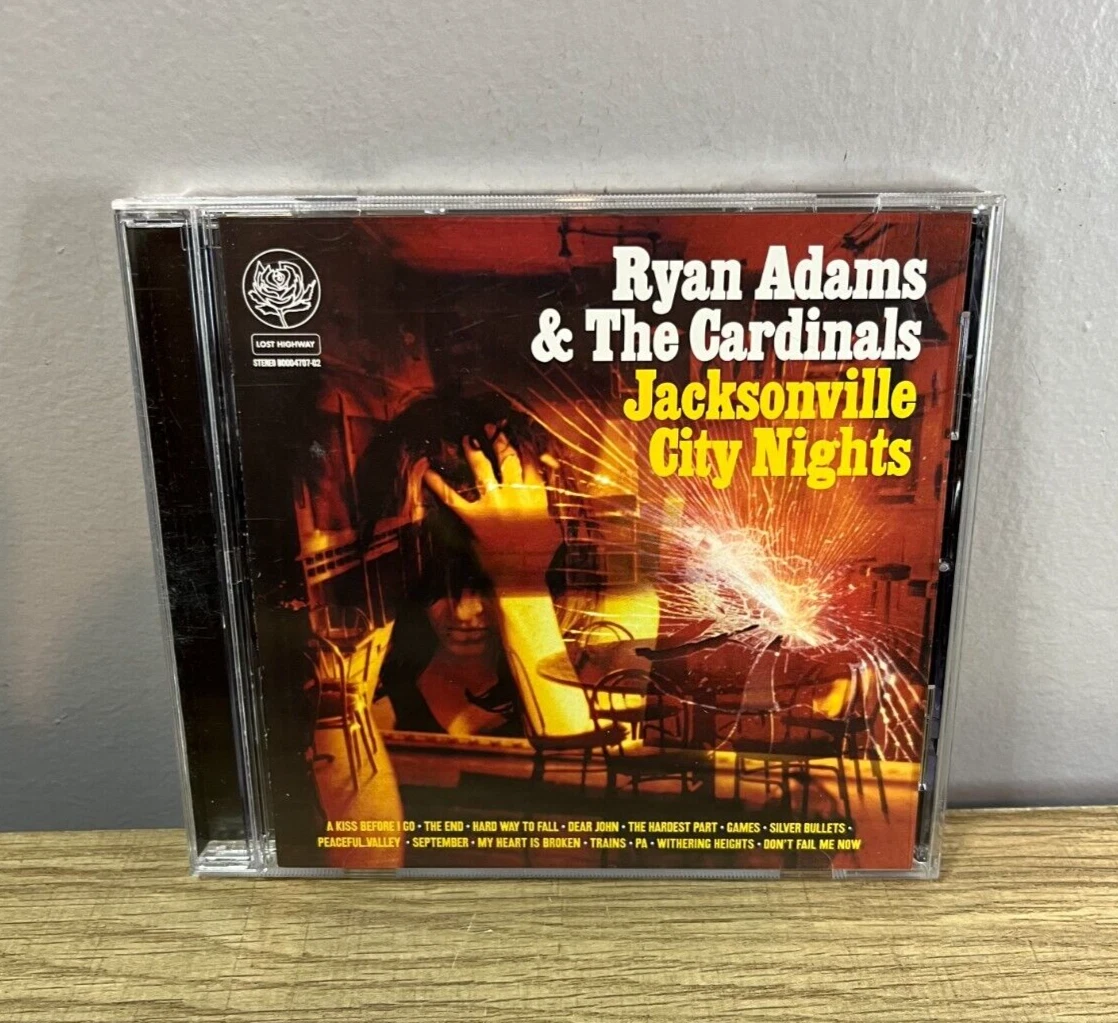 Ryan Adams
& The Cardinals
Jacksonville
City Nights
LOST HIGHWAY
STEREO B0004707-02
A KISS BEFORE I GO • THE END • HARD WAY TO FALL • DEAR JOHN • THE HARDEST PART • GAMES • SILVER BULLETS •
PEACEFUL VALLEY • SEPTEMBER • MY HEART IS BROKEN • TRAINS • PA • WITHERING HEIGHTS • DON'T FAIL ME NOW